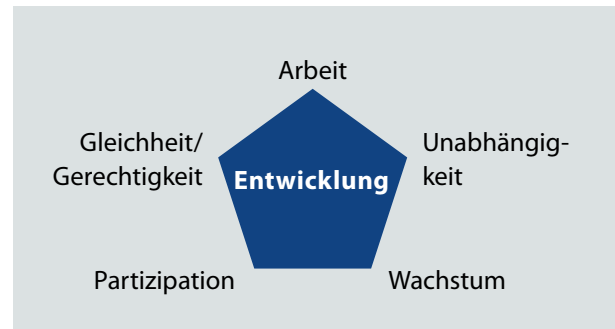 Arbeit
Gleichheit/
Gerechtigkeit
Entwicklung
Unabhängig-
keit
Partizipation
Wachstum